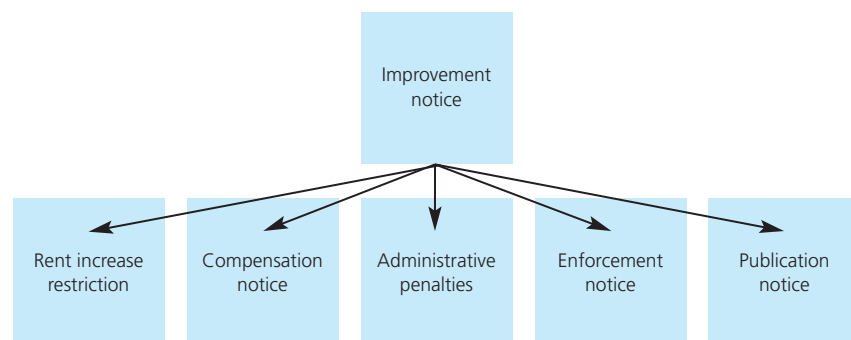 Improvement
notice
Rent increase
restriction
Compensation
notice
Administrative
penalties
Enforcement
notice
Publication
notice